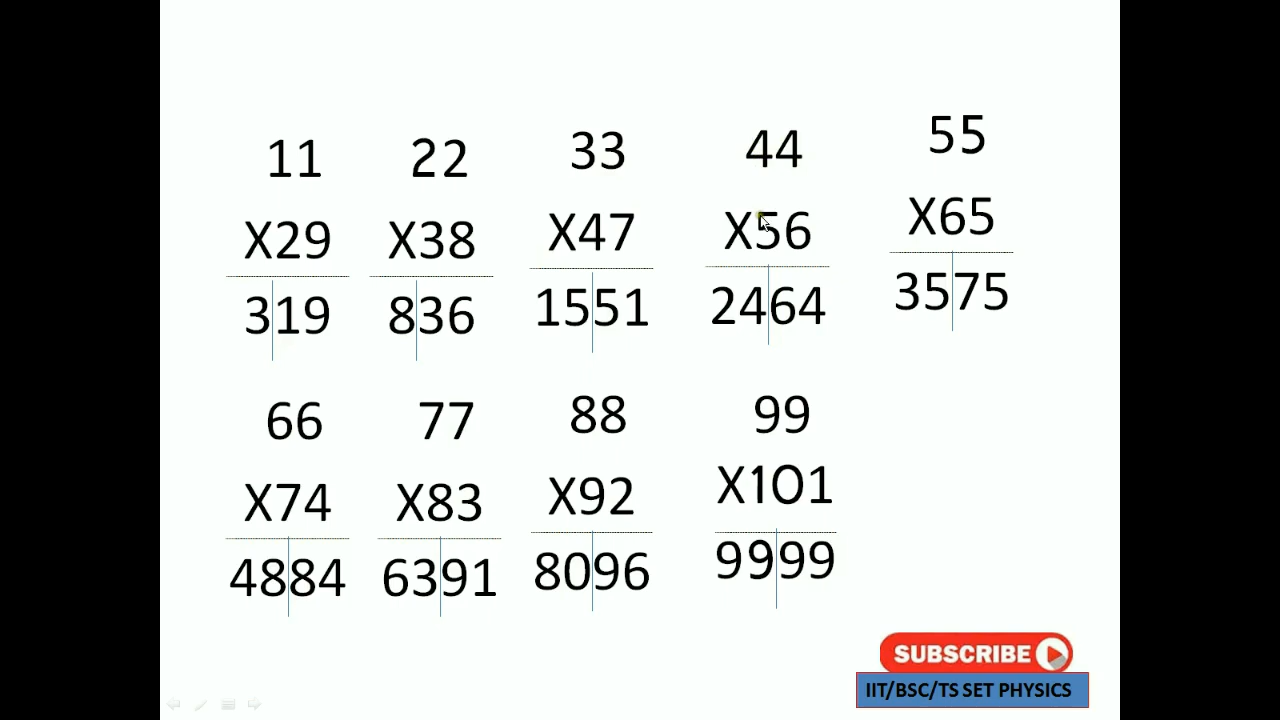 11 22 33 44 55
X29 X38 X47 X56 X65
319 836 1551 2464 3575
66 77 88 99
X74 X83 X92 X101
4884 6391 8096 9999
SUBSCRIBE
IIT/BSC/TS SET PHYSICS